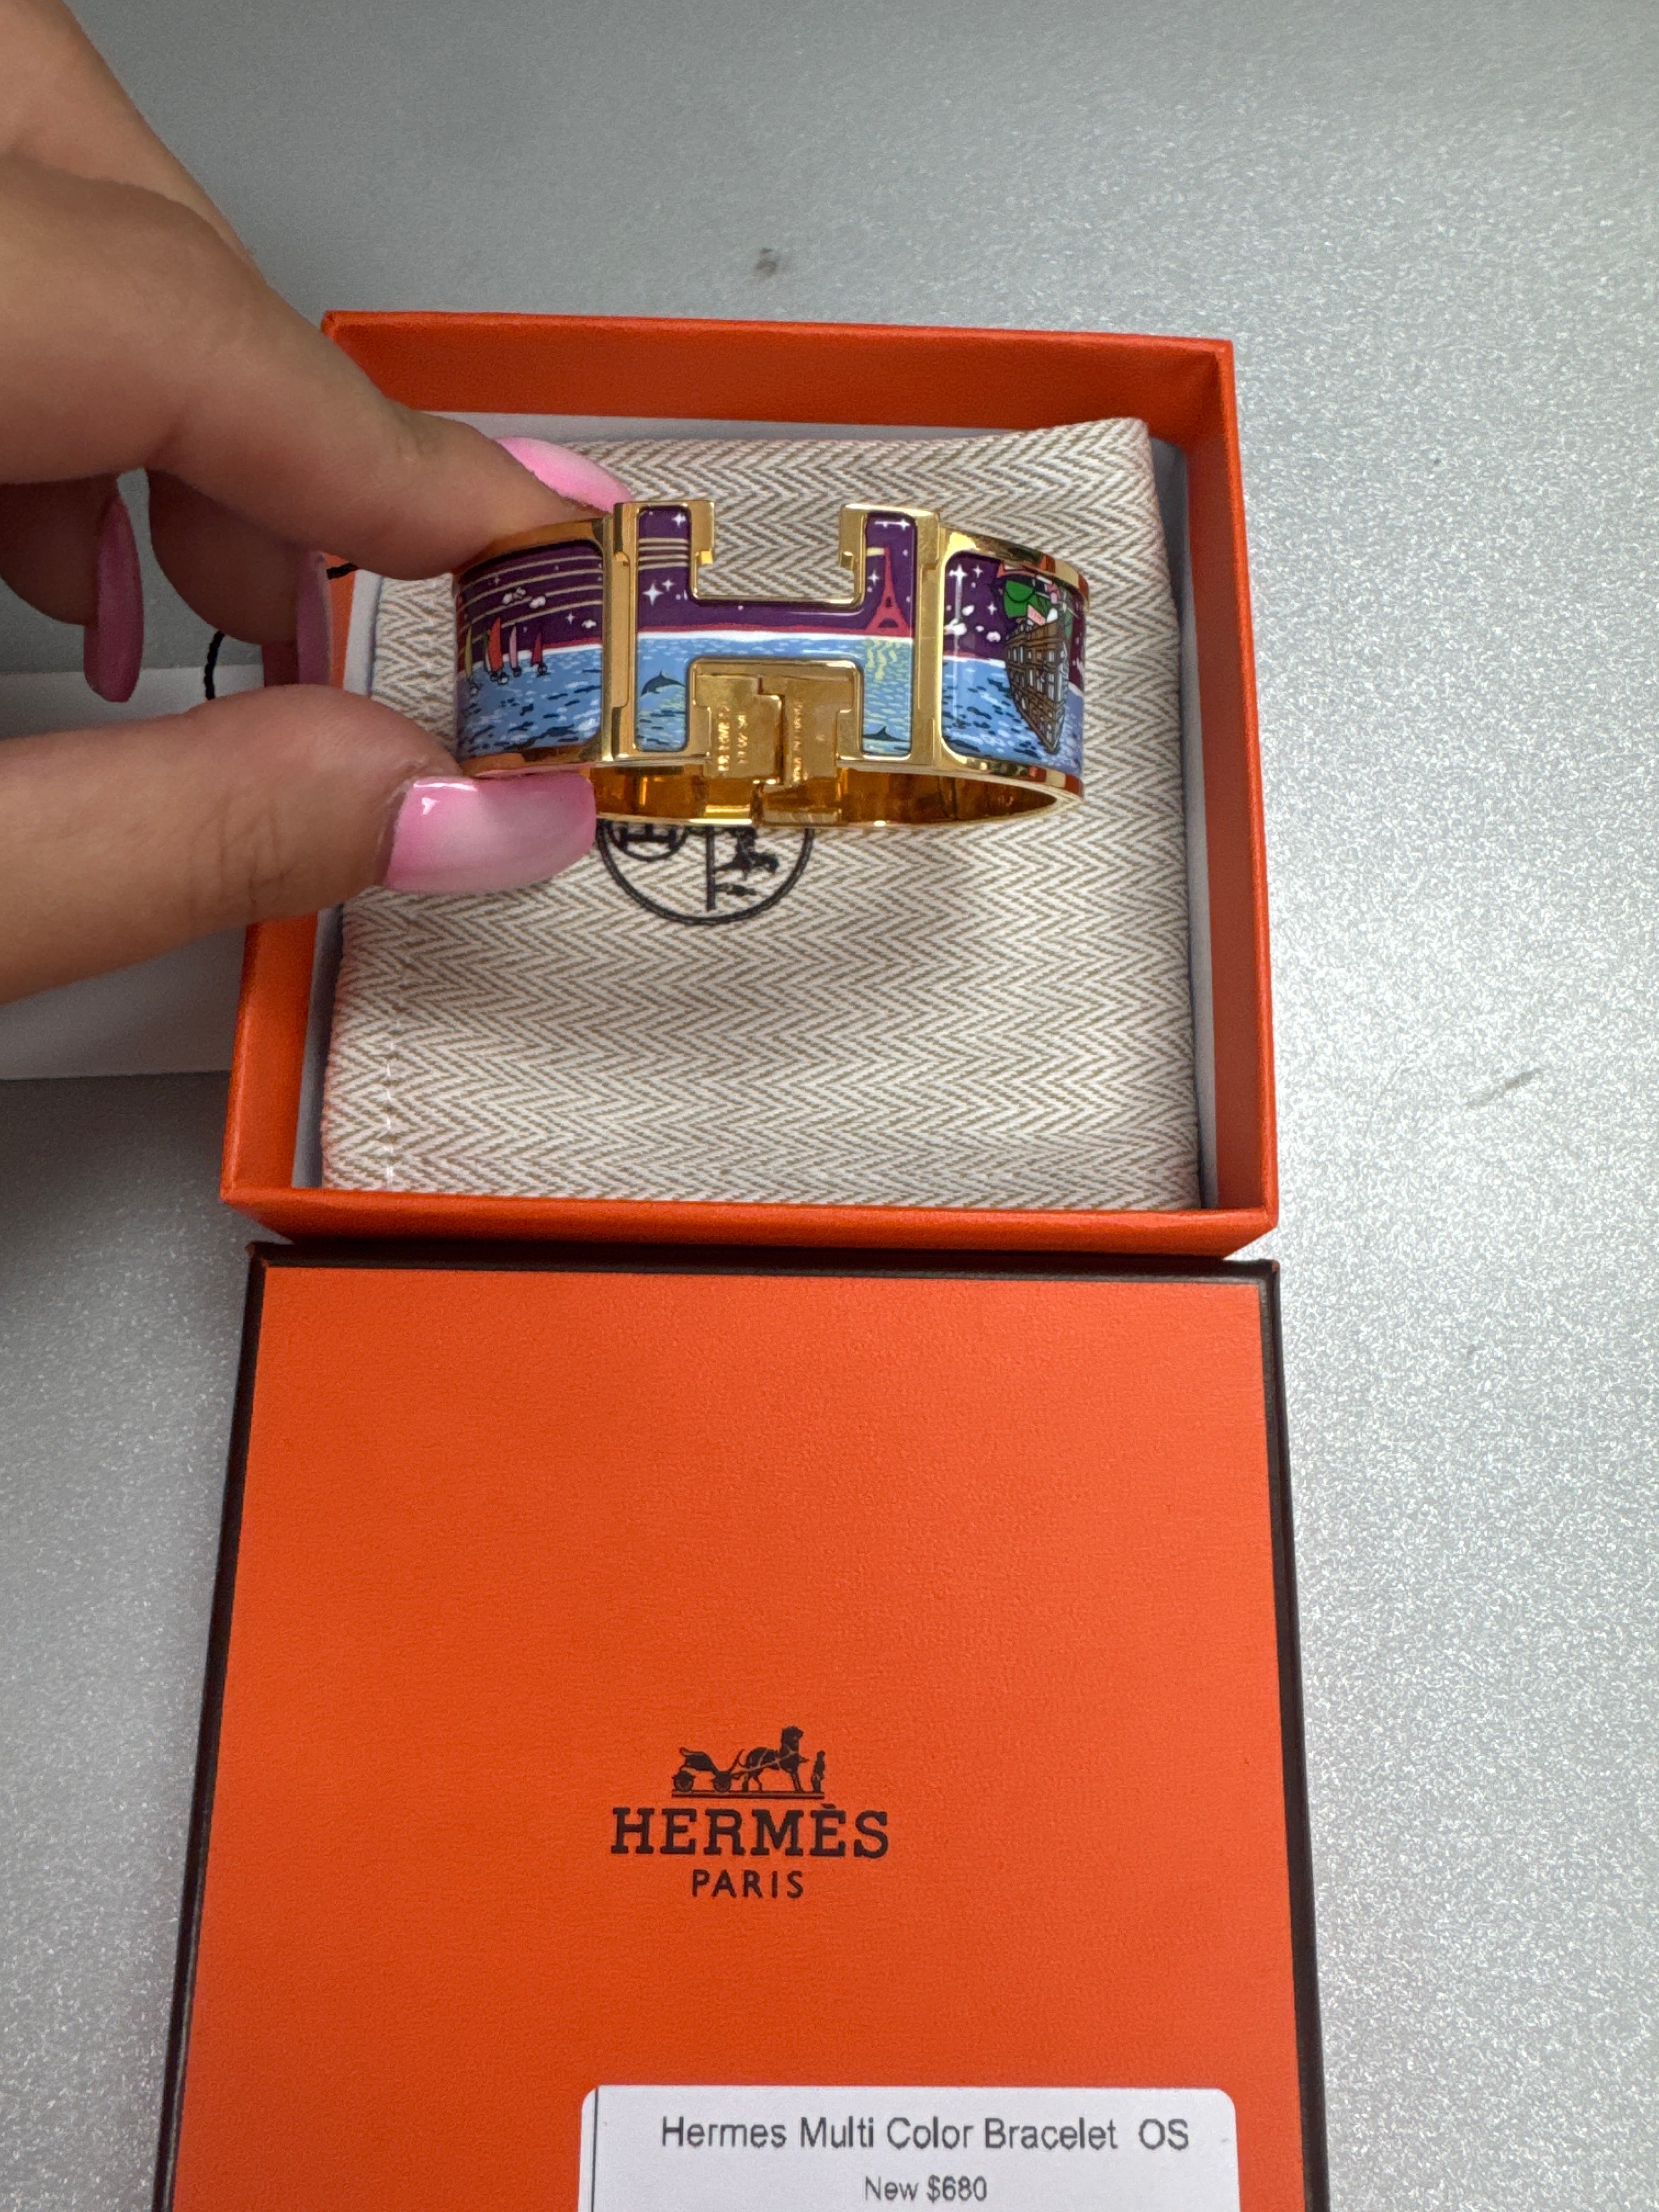 HERMÈS
PARIS
Hermes Multi Color Bracelet OS
New $680